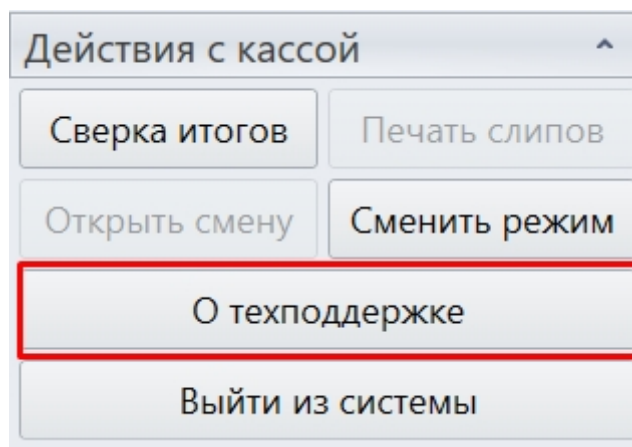 Действия с кассой
Сверка итогов Печать слипов
Открыть смену Сменить режим
О техподдержке
Выйти из системы